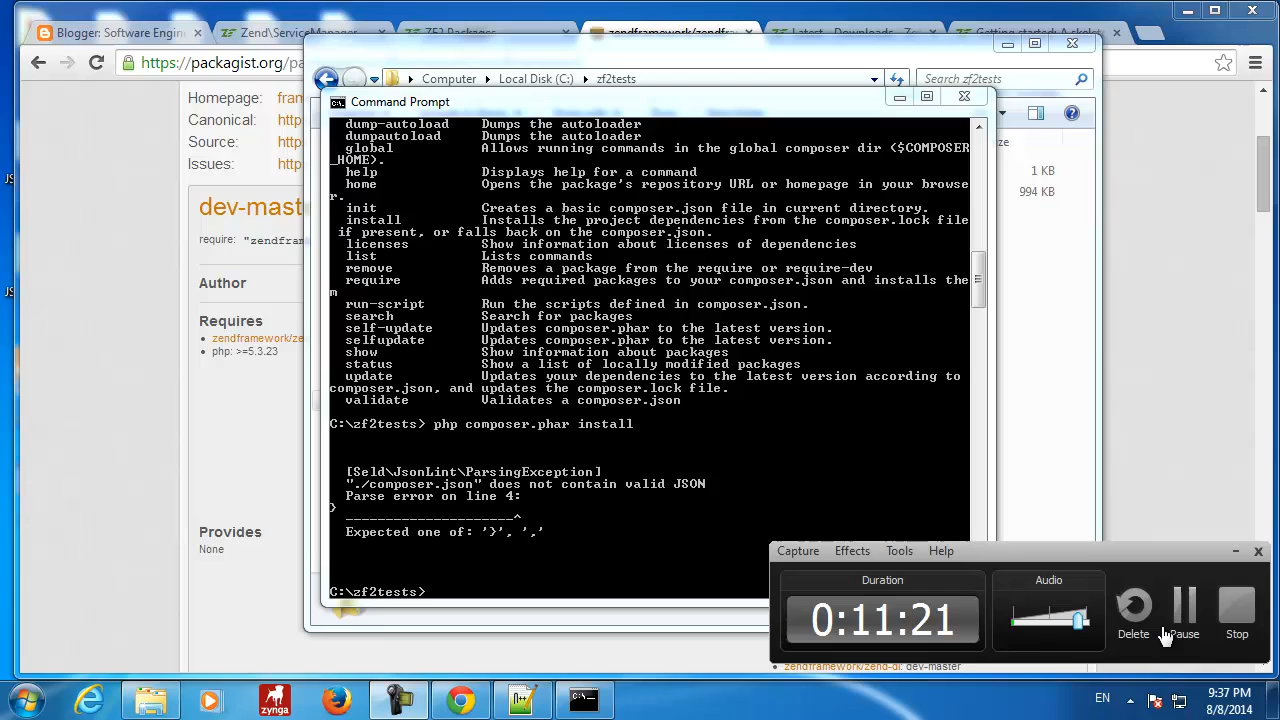 Blogger: Software Engin
Zend\ServiceManager
ZF2 Packages
zendframework/zendfra
Latest - Downloads - Ze
Getting started: A skelet
https://packagist.org/pa
Homepage: fram
Canonical: http
Source: http
Issues: http
dev-mast
require: "zendfram
Author
Requires
zendframework/ze
php: >=5.3.23
Provides
None
Computer
Local Disk (C:)
zf2tests
Search zf2tests
ze
1 KB
994 KB
Command Prompt
dump-autoload Dumps the autoloader
dumpautoload Dumps the autoloader
global Allows running commands in the global composer dir ($COMPOSER
_HOME).
help Displays help for a command
home Opens the package's repository URL or homepage in your browse
r.
init Creates a basic composer.json file in current directory.
install Installs the project dependencies from the composer.lock file
if present, or falls back on the composer.json.
licenses Show information about licenses of dependencies
list Lists commands
remove Removes a package from the require or require-dev
require Adds required packages to your composer.json and installs the
m
run-script Run the scripts defined in composer.json.
search Search for packages
self-update Updates composer.phar to the latest version.
selfupdate Updates composer.phar to the latest version.
show Show information about packages
status Show a list of locally modified packages
update Updates your dependencies to the latest version according to
composer.json, and updates the composer.lock file.
validate Validates a composer.json
C:\zf2tests> php composer.phar install
[Seld\JsonLint\ParsingException]
"./composer.json" does not contain valid JSON
Parse error on line 4:
}
---------------------^
Expected one of: '}', ','
C:\zf2tests>
Capture Effects Tools Help
Duration
0:11:21
Audio
Delete
Pause
Stop
zendframework/zend-di: dev-master
zynga
EN
9:37 PM
8/8/2014